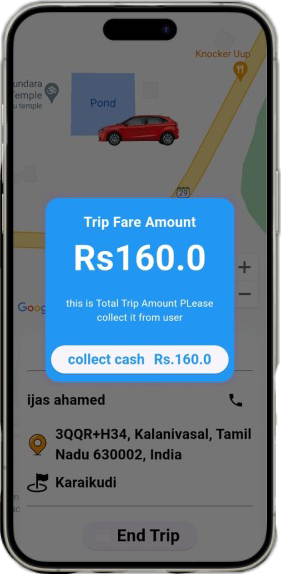 Knocker Uup
undara
emple
u temple
Pond
29
Trip Fare Amount
Rs160.0
this is Total Trip Amount PLease
collect it from user
Goog
collect cash Rs.160.0
ijas ahamed
3QQR+H34, Kalanivasal, Tamil
Nadu 630002, India
Karaikudi
End Trip